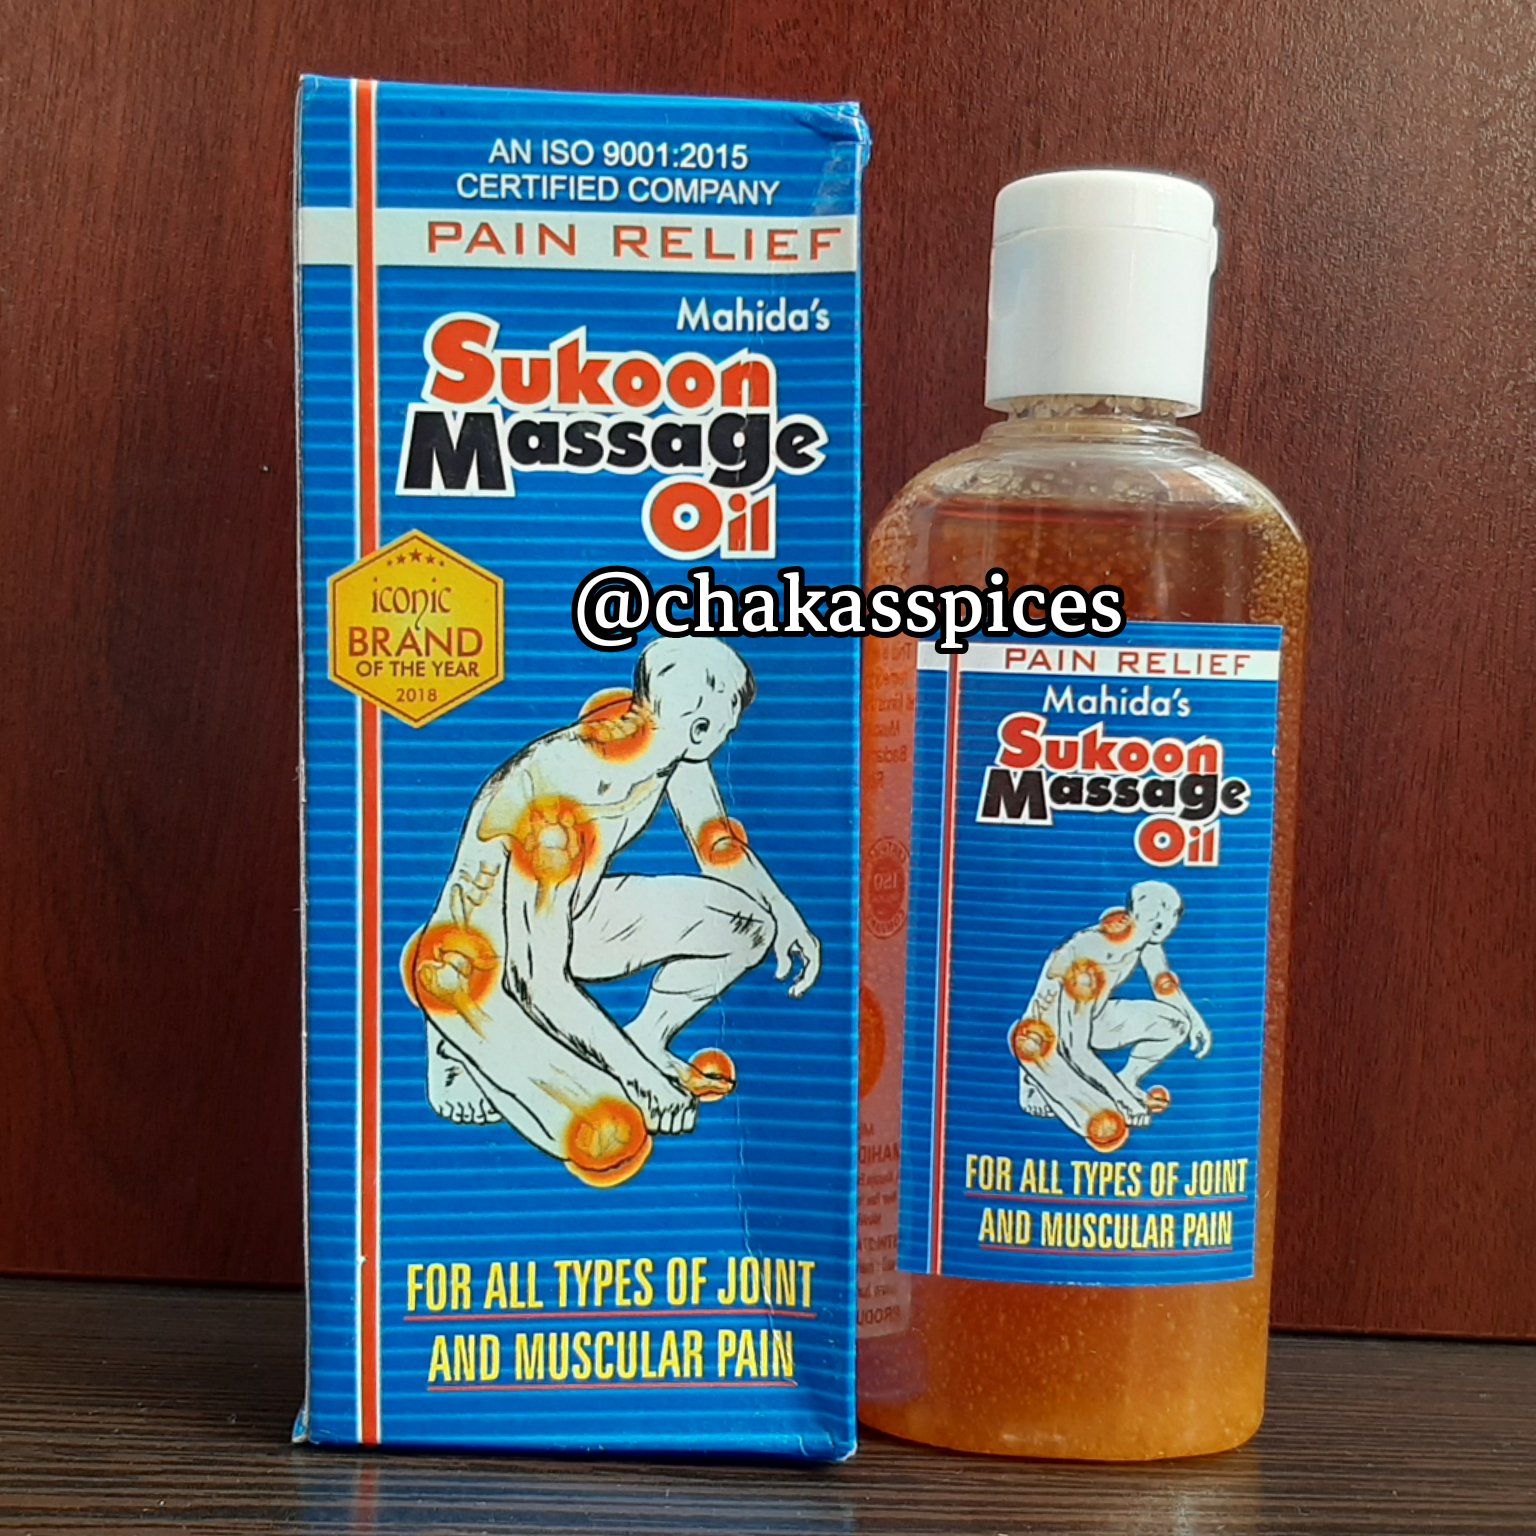 AN ISO 9001:2015
CERTIFIED COMPANY
PAIN RELIEF
Mahida's
Sukoon
Massage
Oil
iconic
BRAND
OF THE YEAR
2018
FOR ALL TYPES OF JOINT
AND MUSCULAR PAIN
@chakasspices
PAIN RELIEF
Mahida's
Sukoon
Massage
Oil
FOR ALL TYPES OF JOINT
AND MUSCULAR PAIN